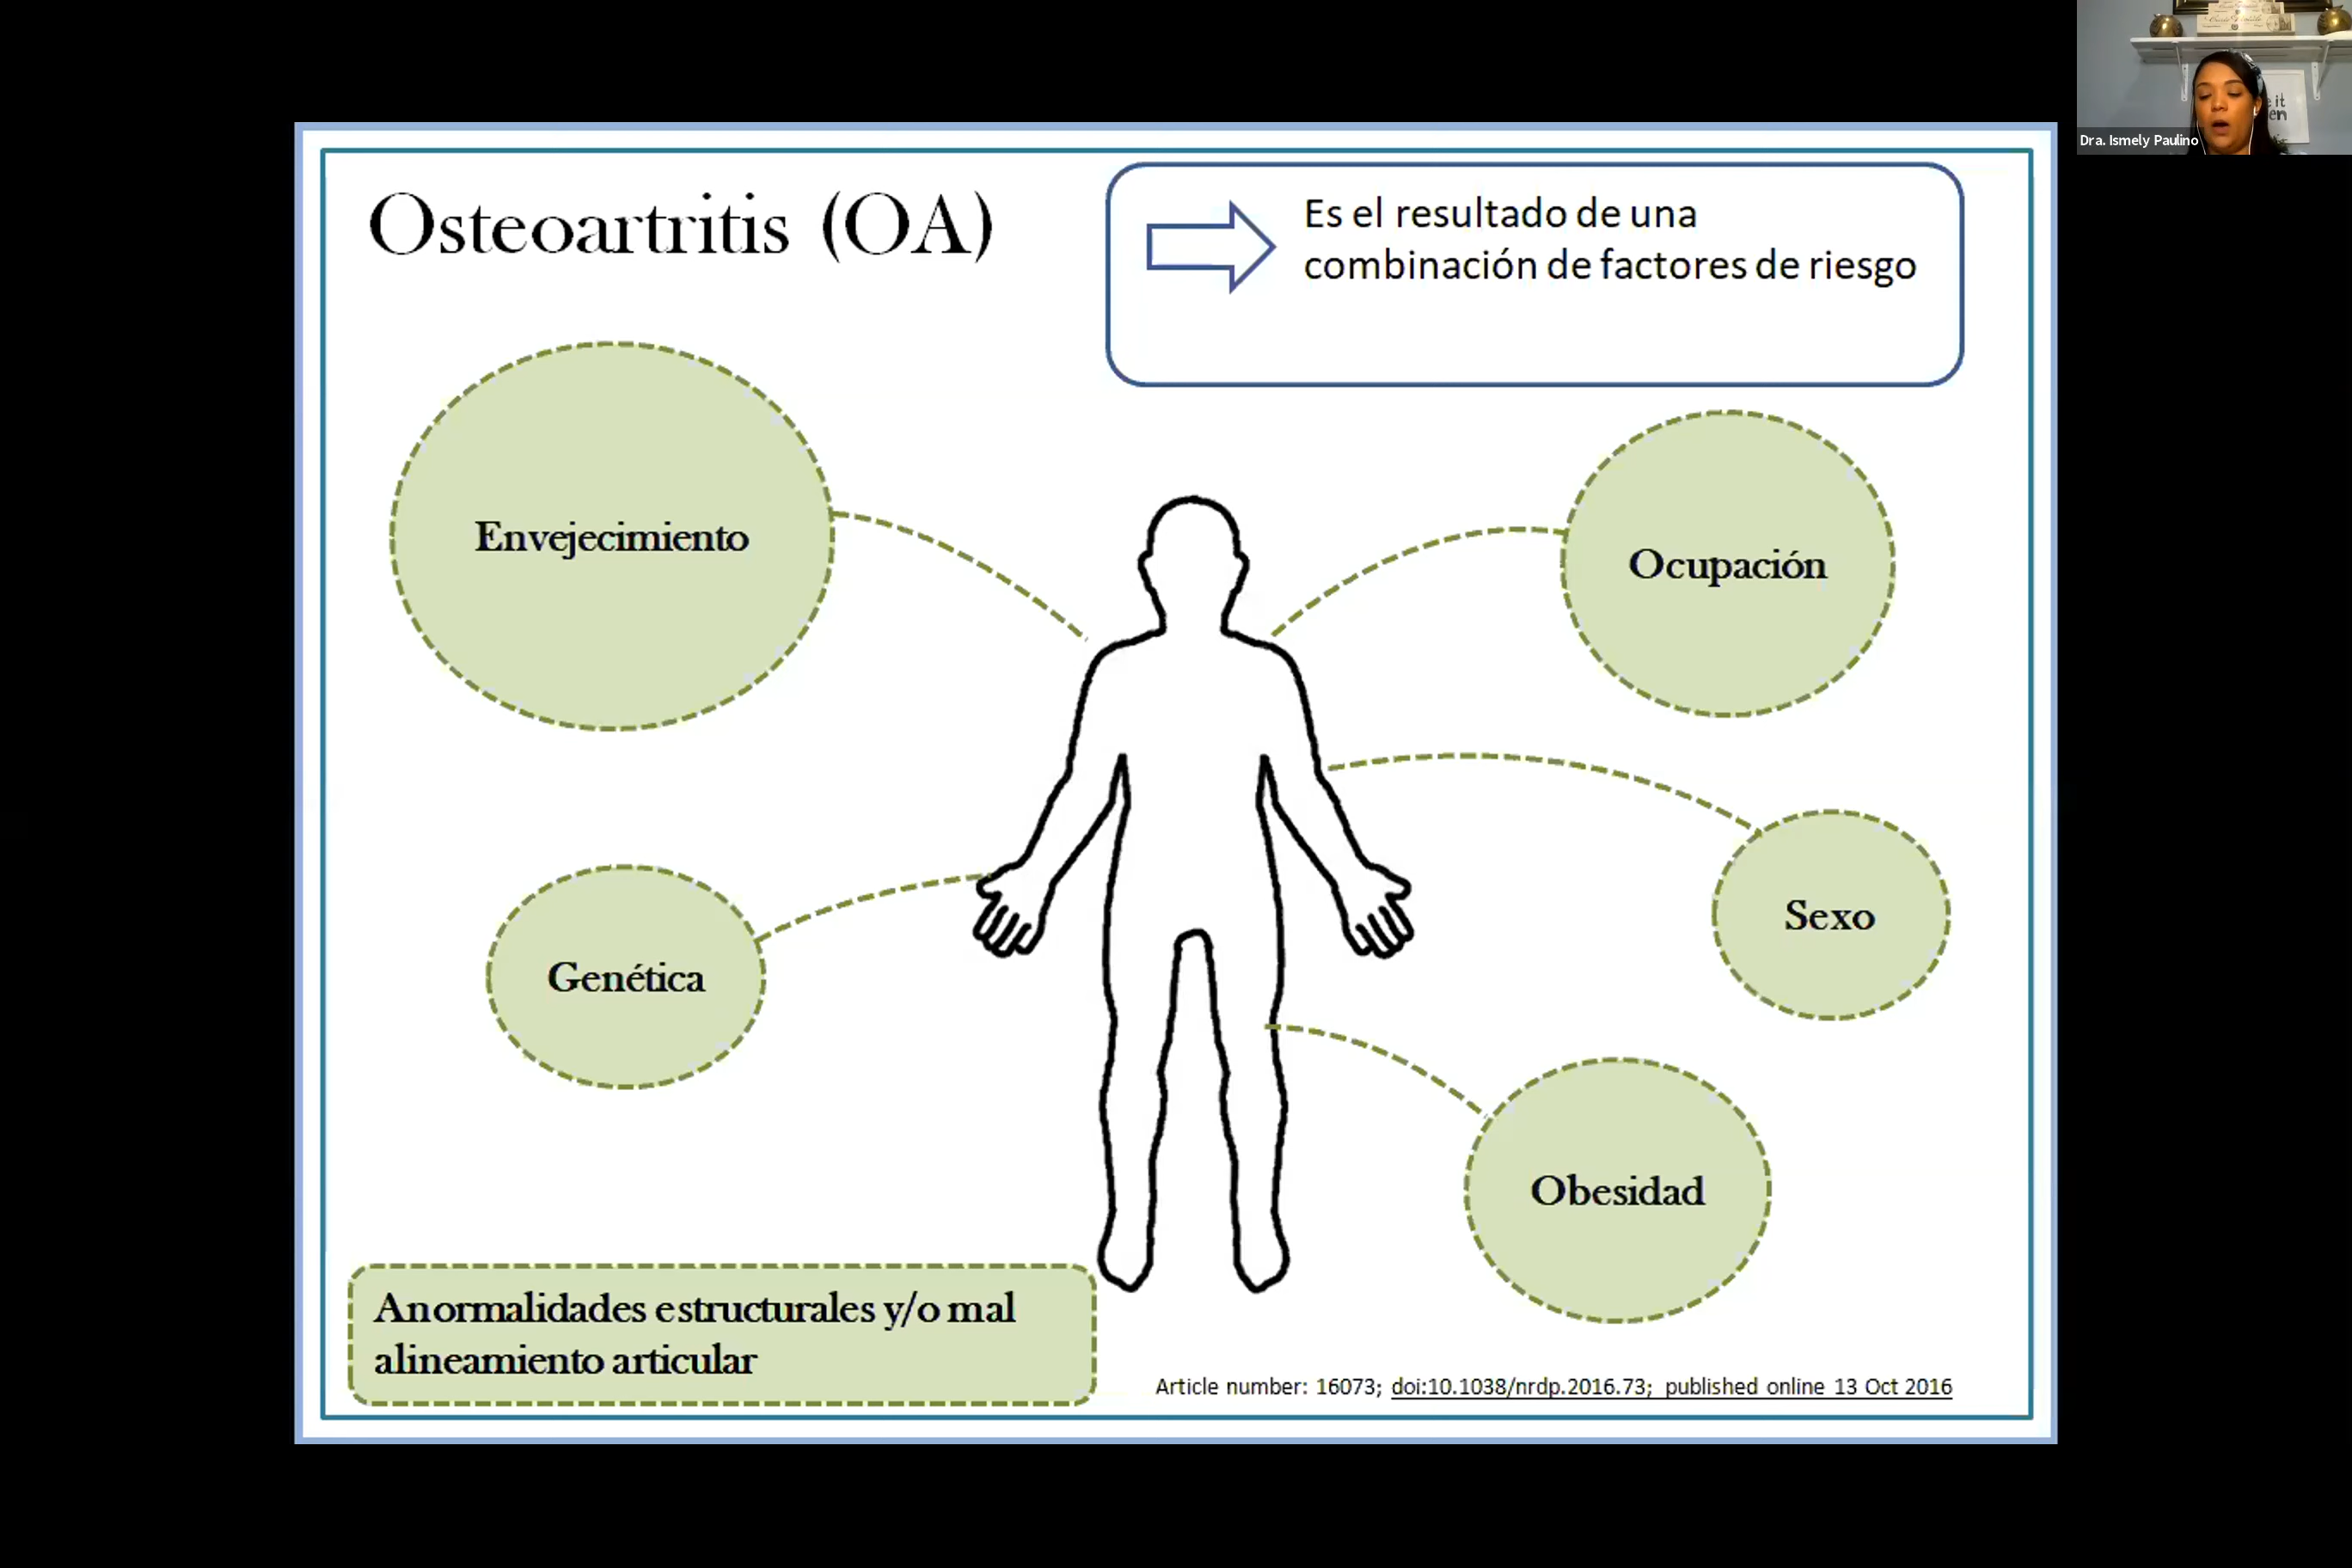 Osteoartritis (OA)
Es el resultado de una
combinación de factores de riesgo
Envejecimiento
Ocupación
Sexo
Genética
Obesidad
Anormalidades estructurales y/o mal
alineamiento articular
Article number: 16073; doi:10.1038/nrdp.2016.73; published online 13 Oct 2016
Dra. Ismely Paulino
it